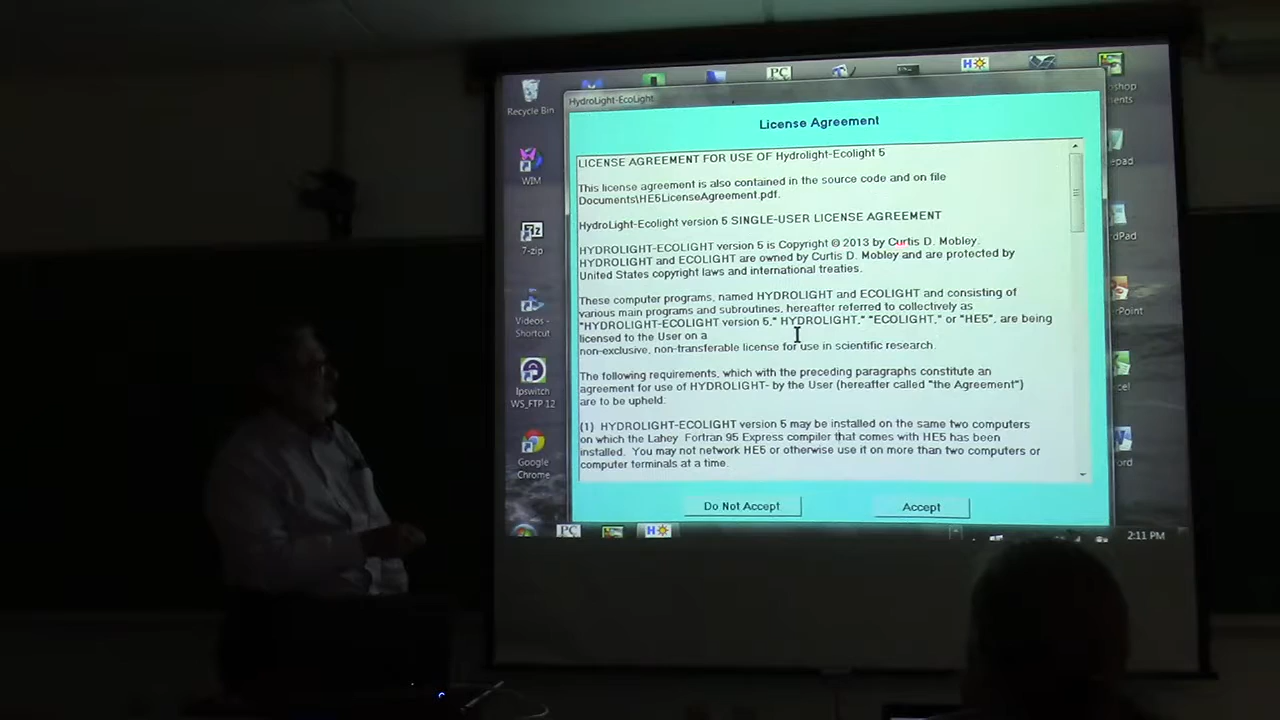 PC
H
Recycle Bin
HydroLight-EcoLight
License Agreement
LICENSE AGREEMENT FOR USE OF Hydrolight-Ecolight 5
This license agreement is also contained in the source code and on file
Documents\HE5LicenseAgreement.pdf.
HydroLight-Ecolight version 5 SINGLE-USER LICENSE AGREEMENT
HYDROLIGHT-ECOLIGHT version 5 is Copyright © 2013 by Curtis D. Mobley.
HYDROLIGHT and ECOLIGHT are owned by Curtis D. Mobley and are protected by
United States copyright laws and international treaties.
These computer programs, named HYDROLIGHT and ECOLIGHT and consisting of
various main programs and subroutines, hereafter referred to collectively as
"HYDROLIGHT-ECOLIGHT version 5," HYDROLIGHT," "ECOLIGHT," or "HE5", are being
licensed to the User on a
non-exclusive, non-transferable license for use in scientific research.
The following requirements, which with the preceding paragraphs constitute an
agreement for use of HYDROLIGHT- by the User (hereafter called "the Agreement")
are to be upheld:
(1) HYDROLIGHT-ECOLIGHT version 5 may be installed on the same two computers
on which the Lahey Fortran 95 Express compiler that comes with HE5 has been
installed. You may not network HE5 or otherwise use it on more than two computers or
computer terminals at a time.
Do Not Accept
Accept
WIM
7z
7-zip
Videos -
Shortcut
Ipswitch
WS_FTP 12
Google
Chrome
shop
ents
epad
rdPad
rPoint
cel
ord
PC
H
2:11 PM